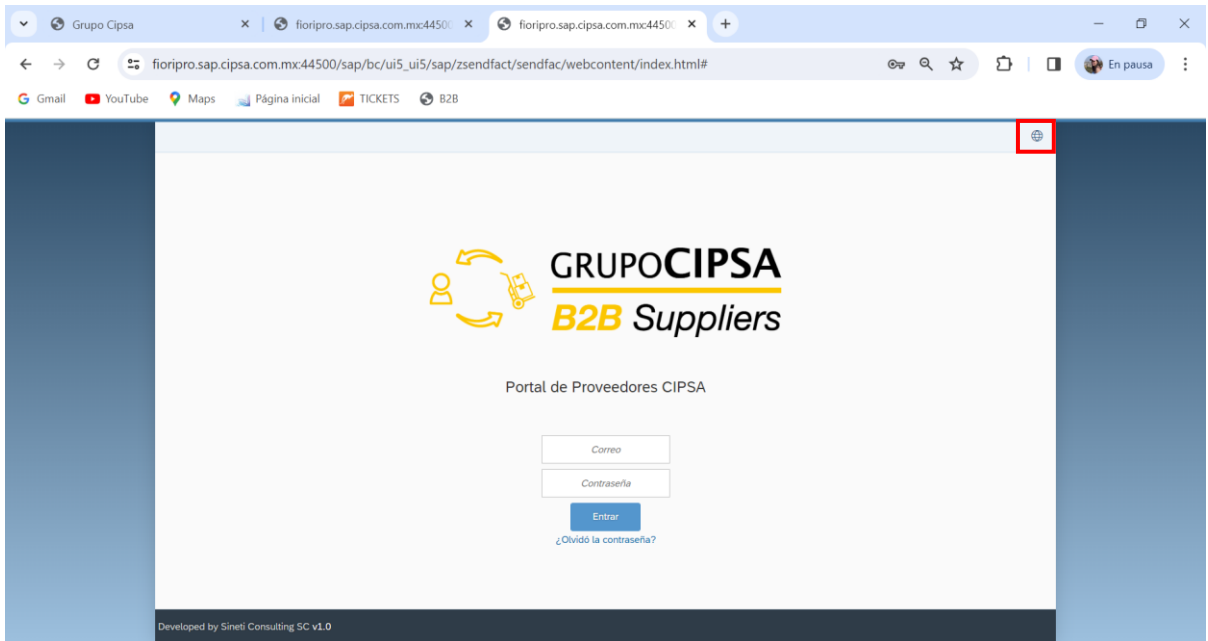 Grupo Cipsa
fioripro.sap.cipsa.com.mx:44500
fioripro.sap.cipsa.com.mx:44500
fioripro.sap.cipsa.com.mx:44500/sap/bc/ui5_ui5/sap/zsendfact/sendfac/webcontent/index.html#
En pausa
Gmail YouTube Maps Página inicial TICKETS B2B
GRUPOCIPSA
B2B Suppliers
Portal de Proveedores CIPSA
Correo
Contraseña
Entrar
¿Olvidó la contraseña?
Developed by Sineti Consulting SC v1.0